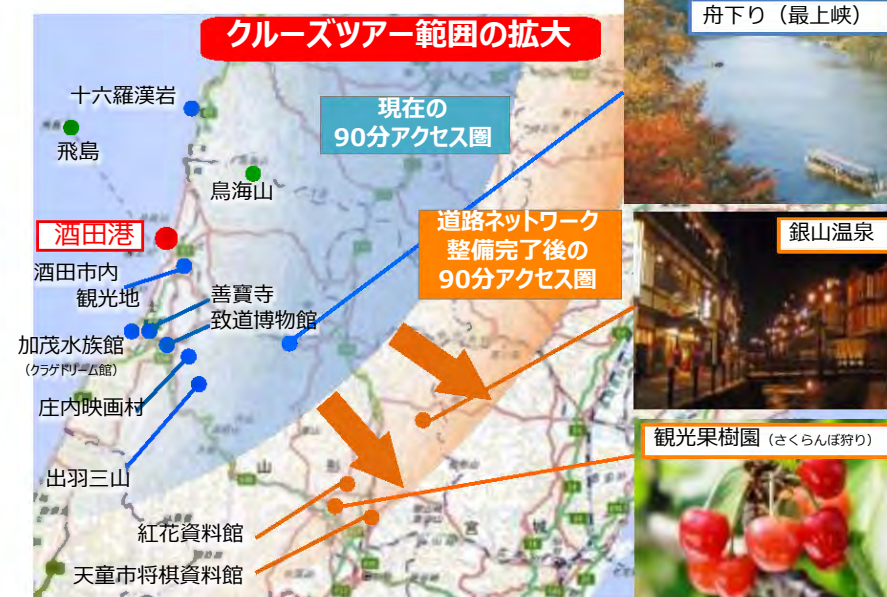 クルーズツアー範囲の拡大
舟下り（最上峡）
十六羅漢岩
現在の
90分アクセス圏
飛島
鳥海山
道路ネットワーク
整備完了後の
90分アクセス圏
酒田港
銀山温泉
酒田市内
観光地
善寳寺
致道博物館
加茂水族館
（クラゲドリーム館）
庄内映画村
観光果樹園（さくらんぼ狩り）
出羽三山
山
形
宮
城
紅花資料館
天童市将棋資料館